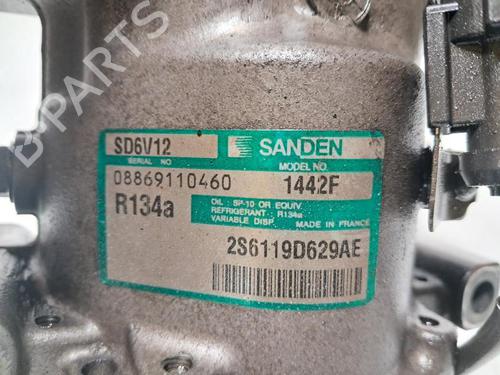 B-PARTS
SD6V12
SANDEN
SERIAL NO
MODEL NO.
08869110460
1442F
R134a
OIL : SP-10 OR EQUIV.
REFRIGERANT : R134a
VARIABLE DISP. MADE IN FRANCE
2S6119D629AE